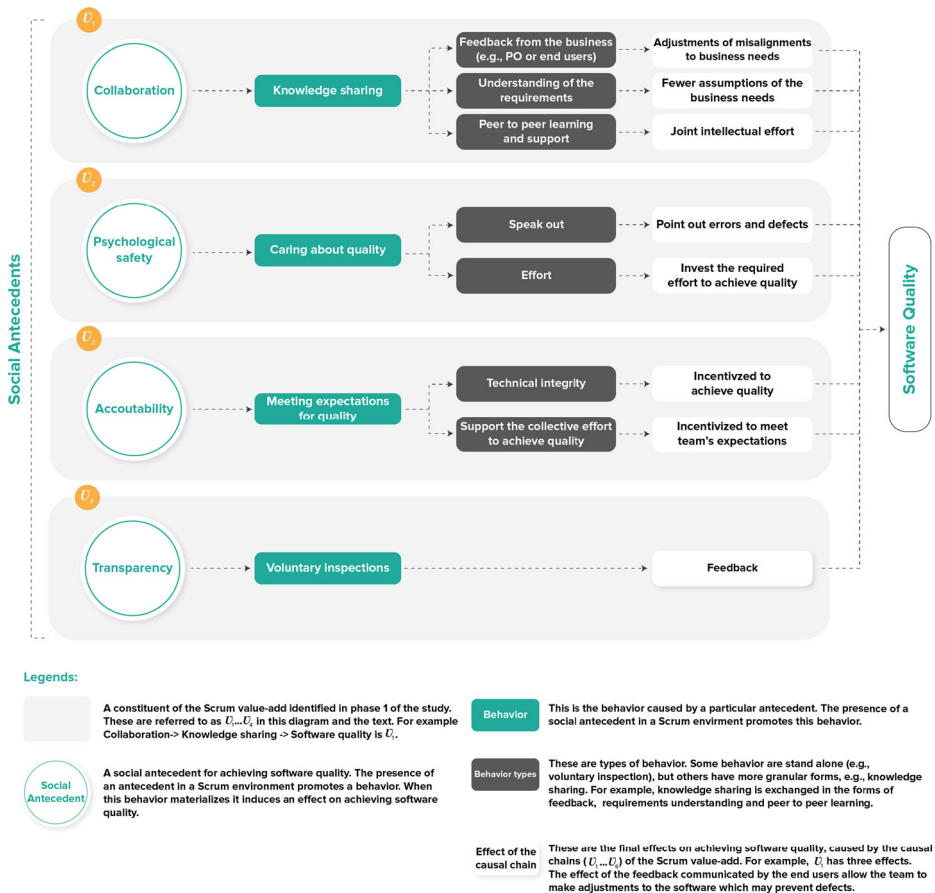 Social Antecedents
U1
Collaboration
Knowledge sharing
Feedback from the business
(e.g., PO or end users)
Adjustments of misalignments
to business needs
Understanding of the
requirements
Fewer assumptions of the
business needs
Peer to peer learning
and support
Joint intellectual effort
U2
Psychological
safety
Caring about quality
Speak out
Point out errors and defects
Effort
Invest the required
effort to achieve quality
U2
Accoutability
Meeting expectations
for quality
Technical integrity
Incentivzed to
achieve quality
Support the collective effort
to achieve quality
Incentivized to meet
team's expectations
U4
Transparency
Voluntary inspections
Feedback
Software Quality
Legends:
A constituent of the Scrum value-add identified in phase 1 of the study.
These are referred to as U1...U4 in this diagram and the text. For example
Collaboration-> Knowledge sharing -> Software quality is U1.
Social
Antecedent
A social antecedent for achieving software quality. The presence of
an antecedent in a Scrum environment promotes a behavior. When
this behavior materializes it induces an effect on achieving software
quality.
Behavior
This is the behavior caused by a particular antecedent. The presence of a
social antecedent in a Scrum envirment promotes this behavior.
Behavior types
These are types of behavior. Some behavior are stand alone (e.g.,
voluntary inspection), but others have more granular forms, e.g., knowledge
sharing. For example, knowledge sharing is exchanged in the forms of
feedback, requirements understanding and peer to peer learning.
Effect of the
causal chain
These are the final effects on achieving software quality, caused by the causal
chains (U1...U4) of the Scrum value-add. For example, U1 has three effects.
The effect of the feedback communicated by the end users allow the team to
make adjustments to the software which may prevent defects.